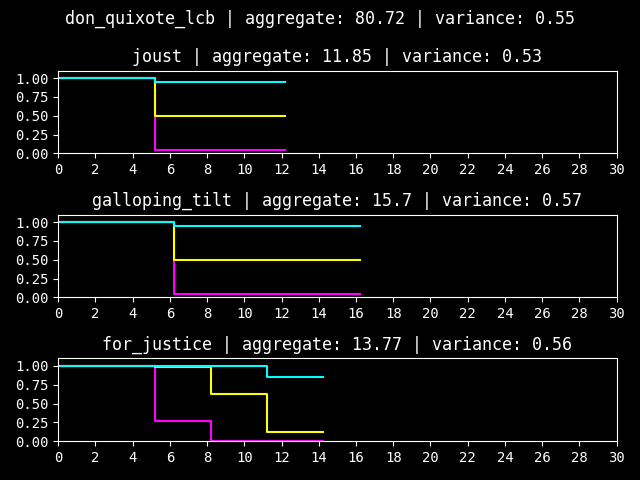 don_quixote_lcb | aggregate: 80.72 | variance: 0.55
joust | aggregate: 11.85 | variance: 0.53
1.00
0.75
0.50
0.25
0.00
0 2 4 6 8 10 12 14 16 18 20 22 24 26 28 30
galloping_tilt | aggregate: 15.7 | variance: 0.57
1.00
0.75
0.50
0.25
0.00
0 2 4 6 8 10 12 14 16 18 20 22 24 26 28 30
for_justice | aggregate: 13.77 | variance: 0.56
1.00
0.75
0.50
0.25
0.00
0 2 4 6 8 10 12 14 16 18 20 22 24 26 28 30